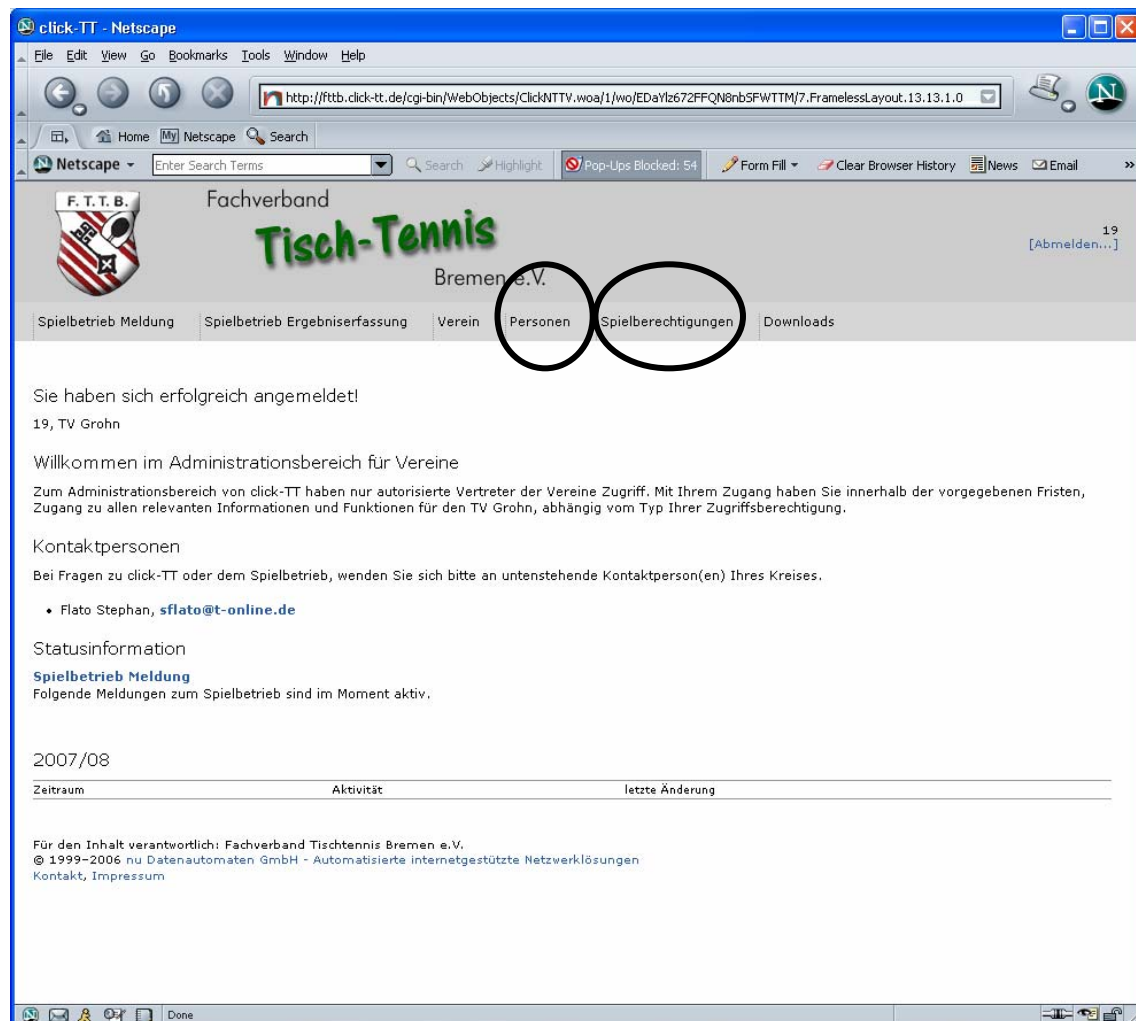 click-TT - Netscape
File Edit View Go Bookmarks Tools Window Help
http://fttb.click-tt.de/cgi-bin/WebObjects/ClickNTTV.woa/1/wo/EDaYlz672FFQN8nbSFWTTM/7.FramelessLayout.13.13.1.0
Home My Netscape Search
Netscape Enter Search Terms Search Highlight Pop-Ups Blocked: 54 Form Fill Clear Browser History News Email »
F. T. T. B.
Fachverband
Tisch-Tennis
Bremen e.V.
19
[Abmelden...]
Spielbetrieb Meldung Spielbetrieb Ergebniserfassung Verein Personen Spielberechtigungen Downloads
Sie haben sich erfolgreich angemeldet!
19, TV Grohn
Willkommen im Administrationsbereich für Vereine
Zum Administrationsbereich von click-TT haben nur autorisierte Vertreter der Vereine Zugriff. Mit Ihrem Zugang haben Sie innerhalb der vorgegebenen Fristen,
Zugang zu allen relevanten Informationen und Funktionen für den TV Grohn, abhängig vom Typ Ihrer Zugriffsberechtigung.
Kontaktpersonen
Bei Fragen zu click-TT oder dem Spielbetrieb, wenden Sie sich bitte an untenstehende Kontaktperson(en) Ihres Kreises.
• Flato Stephan, sflato@t-online.de
Statusinformation
Spielbetrieb Meldung
Folgende Meldungen zum Spielbetrieb sind im Moment aktiv.
2007/08
Zeitraum Aktivität letzte Änderung
Für den Inhalt verantwortlich: Fachverband Tischtennis Bremen e.V.
© 1999-2006 nu Datenautomaten GmbH - Automatisierte internetgestützte Netzwerklösungen
Kontakt, Impressum
Done